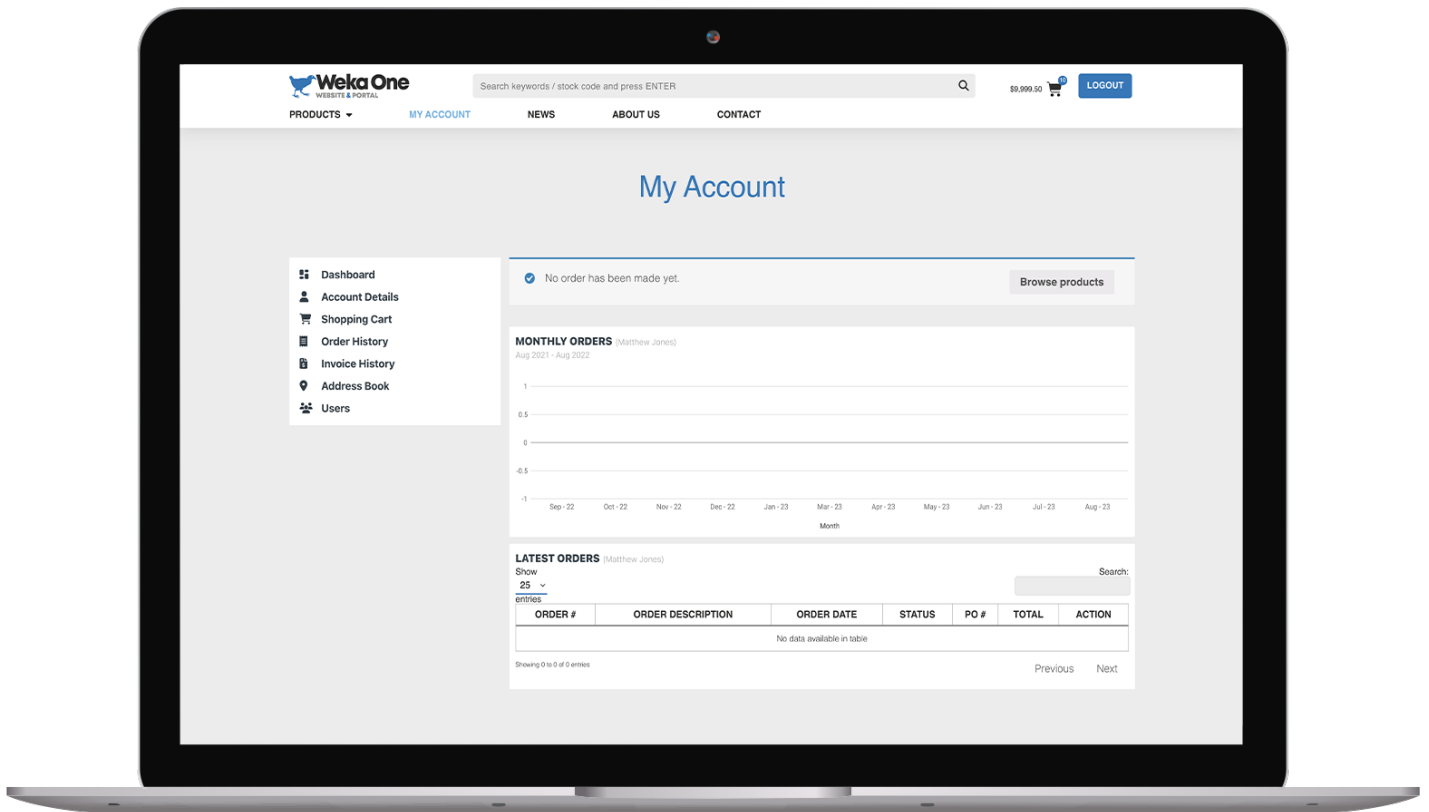 Weka One
WEBSITE & PORTAL
Search keywords / stock code and press ENTER
$9,999.50
10
LOGOUT
PRODUCTS
MY ACCOUNT
NEWS
ABOUT US
CONTACT
My Account
Dashboard
Account Details
Shopping Cart
Order History
Invoice History
Address Book
Users
No order has been made yet.
Browse products
MONTHLY ORDERS (Matthew Jones)
Aug 2021 - Aug 2022
1
0.5
0
-0.5
-1
Sep - 22 Oct - 22 Nov - 22 Dec - 22 Jan - 23 Mar - 23 Apr - 23 May - 23 Jun - 23 Jul - 23 Aug - 23
Month
LATEST ORDERS (Matthew Jones)
Show
25
entries
Search:
ORDER # ORDER DESCRIPTION ORDER DATE STATUS PO # TOTAL ACTION
No data available in table
Showing 0 to 0 of 0 entries
Previous Next